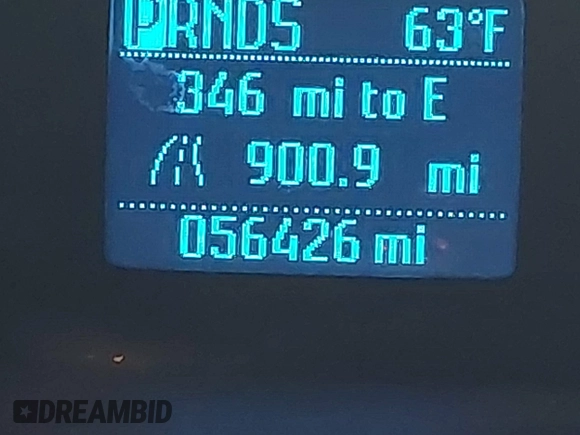 PRNDS 63°F
346 mi to E
900.9 mi
056426 mi
DREAMBID